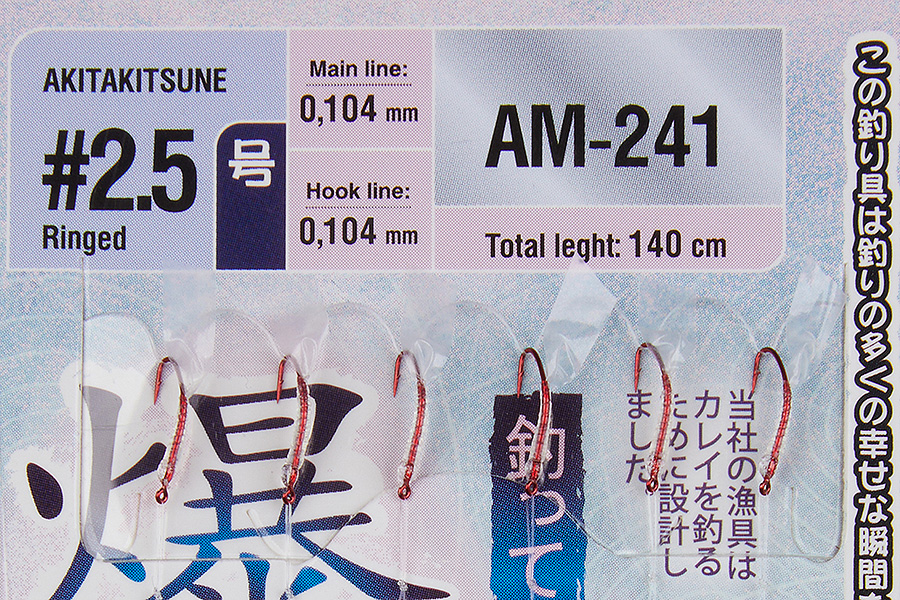 AKITAKITSUNE
#2.5
号
Ringed
Main line:
0,104 mm
Hook line:
0,104 mm
AM-241
Total leght: 140 cm
この釣り具は釣りの多くの幸せな瞬間を
爆
釣って
当社の漁具は
カレイを釣る
ために設計し
ました